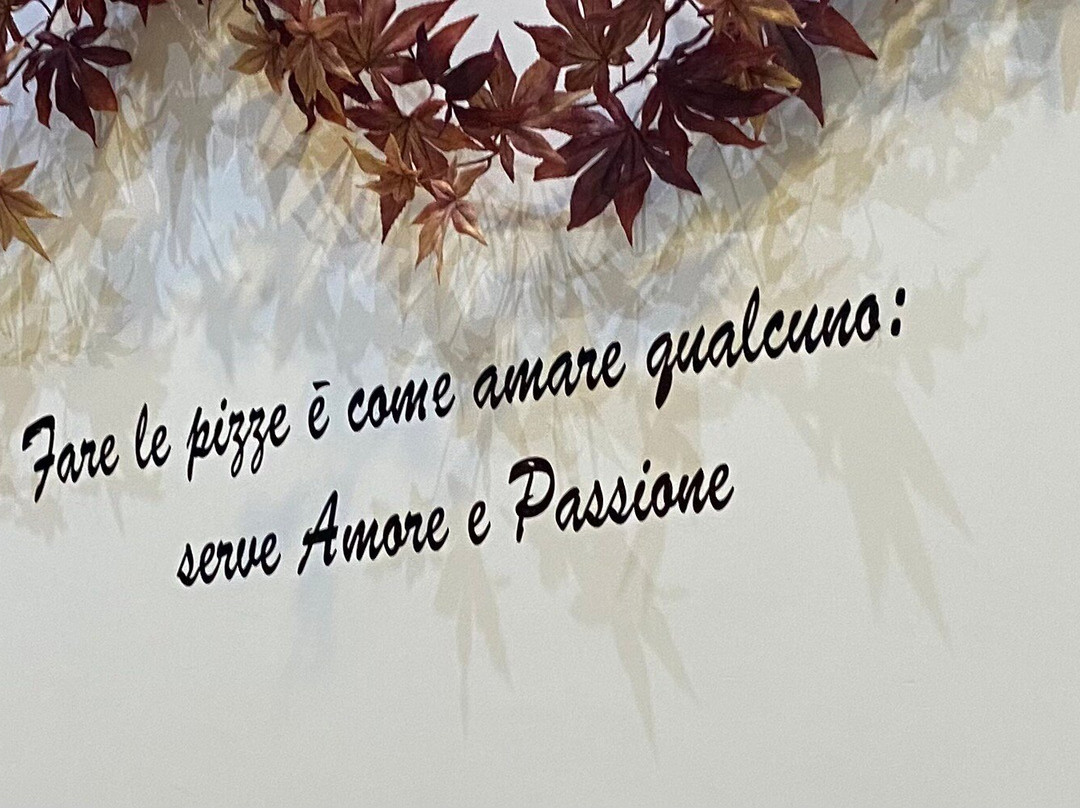 Fare le pizze è come amare qualcuno:
serve Amore e Passione